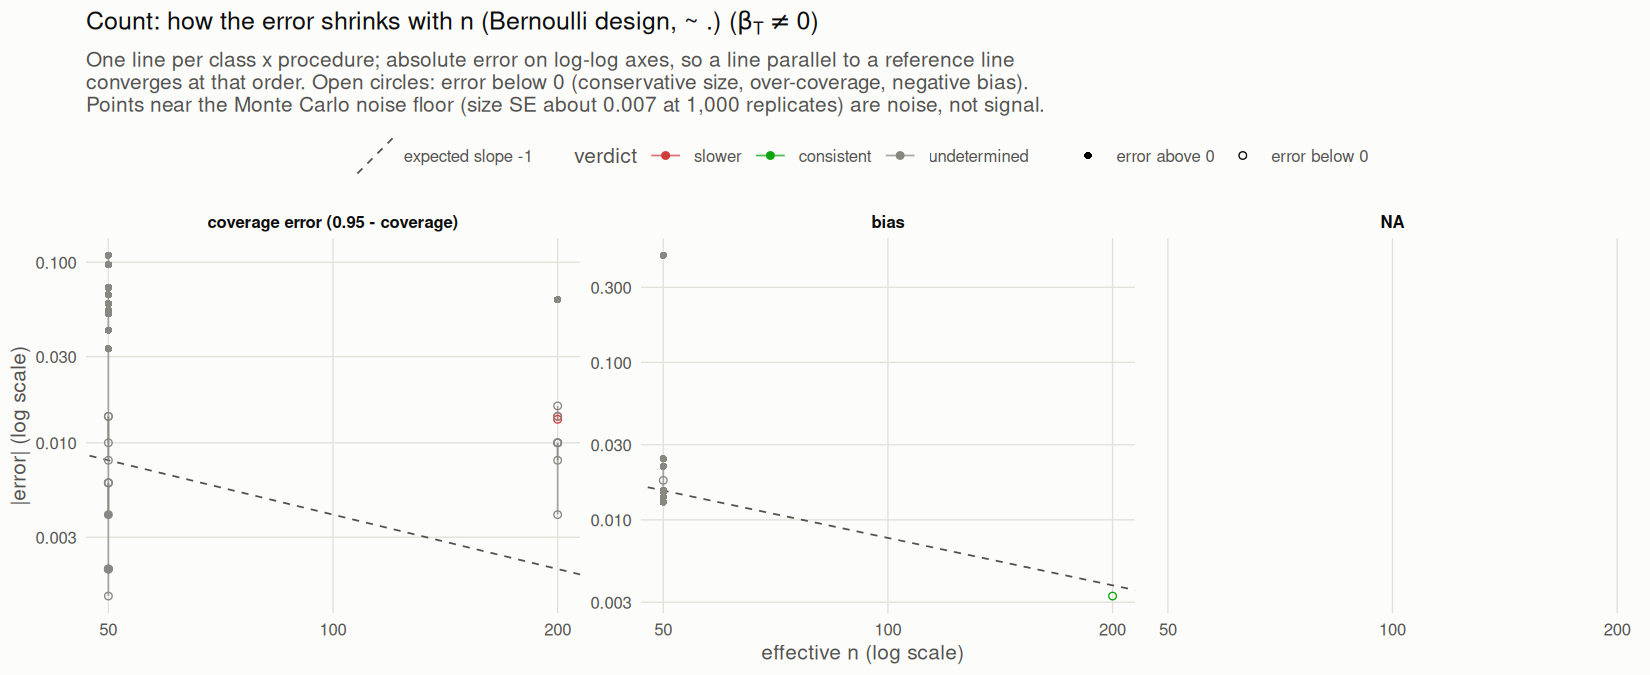 Count: how the error shrinks with n (Bernoulli design, ~ .) (β_T ≠ 0)
One line per class x procedure; absolute error on log-log axes, so a line parallel to a reference line
converges at that order. Open circles: error below 0 (conservative size, over-coverage, negative bias).
Points near the Monte Carlo noise floor (size SE about 0.007 at 1,000 replicates) are noise, not signal.
expected slope -1 verdict slower consistent undetermined error above 0 error below 0
coverage error (0.95 - coverage) bias NA
|error| (log scale)
0.100
0.030
0.010
0.003
50 100 200
0.300
0.100
0.030
0.010
0.003
50 100 200
50 100 200
effective n (log scale)